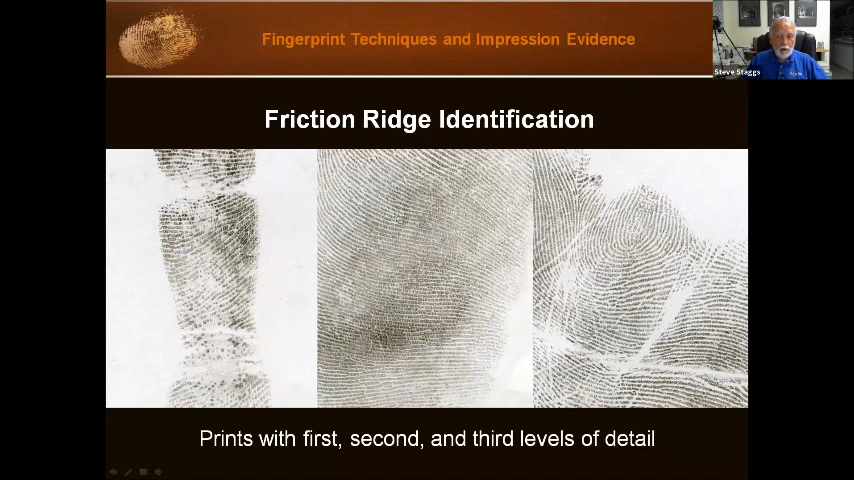 Fingerprint Techniques and Impression Evidence
Steve Staggs
Friction Ridge Identification
Prints with first, second, and third levels of detail